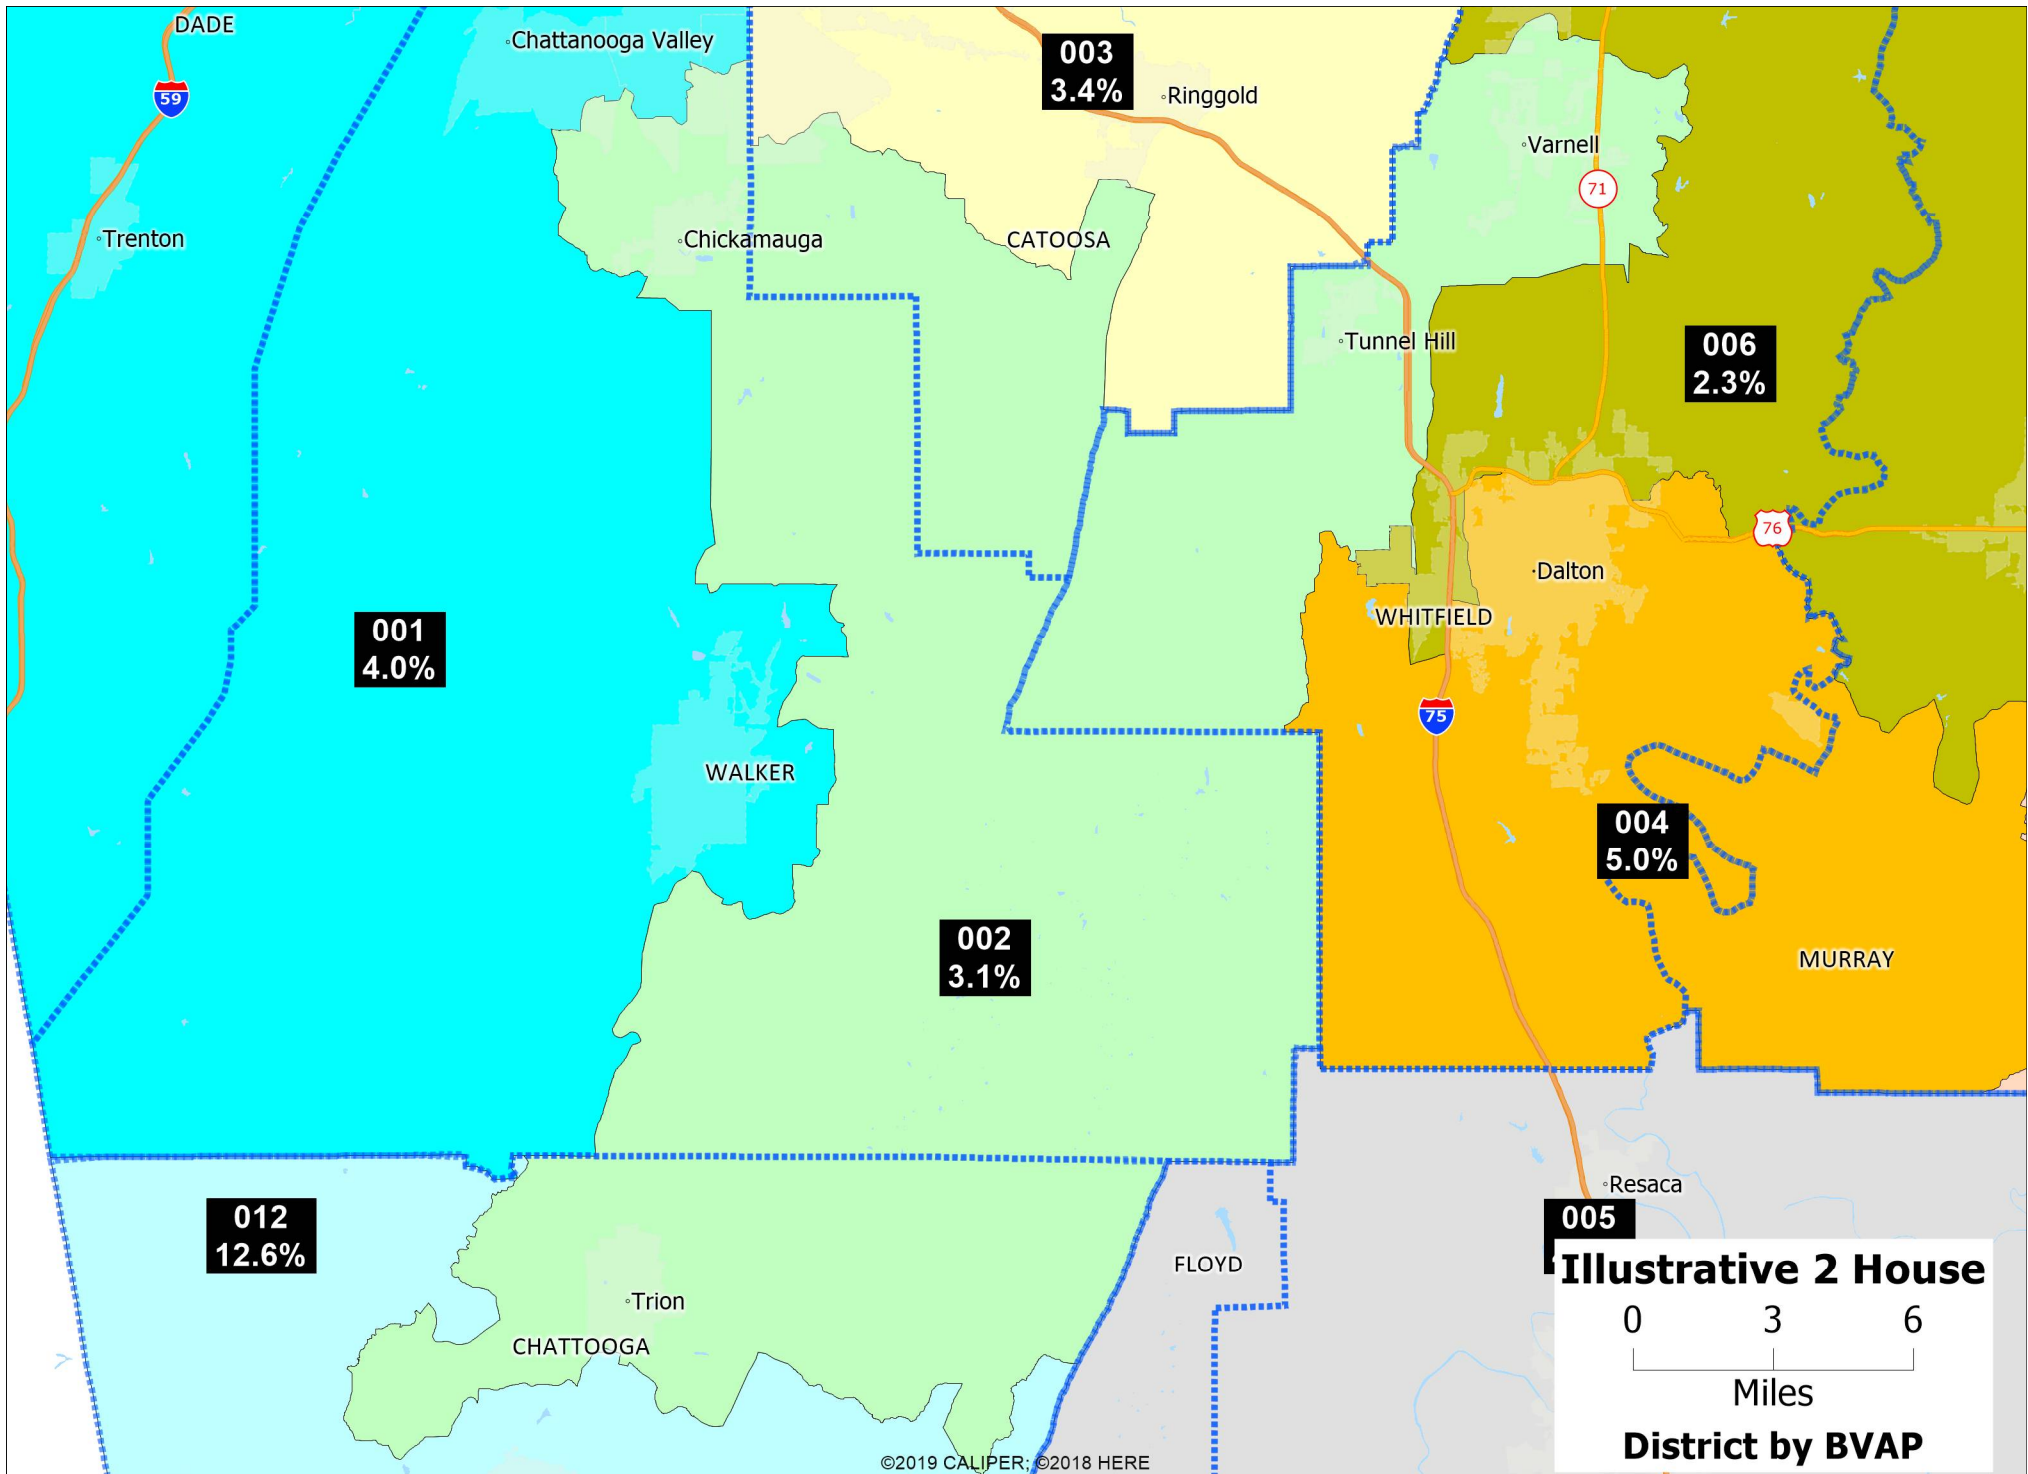 DADE
Chattanooga Valley
003
3.4%
59
Ringgold
Varnell
71
Trenton
Chickamauga
CATOOSA
Tunnel Hill
006
2.3%
76
Dalton
001
4.0%
WHITFIELD
75
WALKER
004
5.0%
002
3.1%
MURRAY
Resaca
012
12.6%
005
FLOYD
Illustrative 2 House
Trion
0 3 6
CHATTOOGA
Miles
District by BVAP
©2019 CALIPER; ©2018 HERE